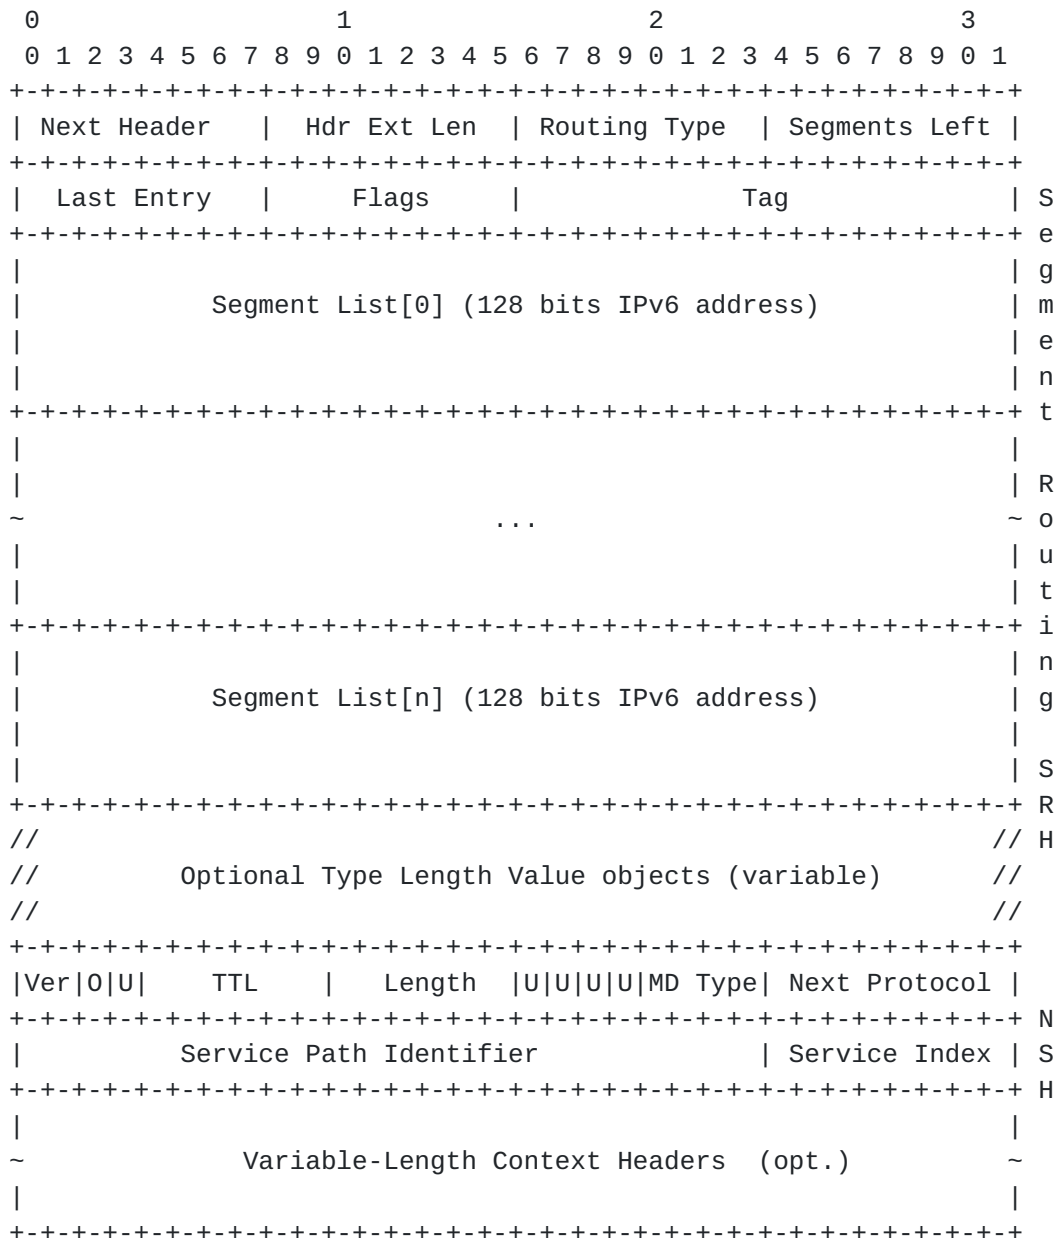 0                   1                   2                   3
 0 1 2 3 4 5 6 7 8 9 0 1 2 3 4 5 6 7 8 9 0 1 2 3 4 5 6 7 8 9 0 1
+-+-+-+-+-+-+-+-+-+-+-+-+-+-+-+-+-+-+-+-+-+-+-+-+-+-+-+-+-+-+-+-+
| Next Header   |  Hdr Ext Len  | Routing Type  | Segments Left |
+-+-+-+-+-+-+-+-+-+-+-+-+-+-+-+-+-+-+-+-+-+-+-+-+-+-+-+-+-+-+-+-+
|  Last Entry   |     Flags     |              Tag              | S
+-+-+-+-+-+-+-+-+-+-+-+-+-+-+-+-+-+-+-+-+-+-+-+-+-+-+-+-+-+-+-+-+ e
|                                                               | g
|            Segment List[0] (128 bits IPv6 address)            | m
|                                                               | e
|                                                               | n
+-+-+-+-+-+-+-+-+-+-+-+-+-+-+-+-+-+-+-+-+-+-+-+-+-+-+-+-+-+-+-+-+ t
|                                                               |
|                                                               | R
~                              ...                              ~ o
|                                                               | u
|                                                               | t
+-+-+-+-+-+-+-+-+-+-+-+-+-+-+-+-+-+-+-+-+-+-+-+-+-+-+-+-+-+-+-+-+ i
|                                                               | n
|            Segment List[n] (128 bits IPv6 address)            | g
|                                                               |
|                                                               | S
+-+-+-+-+-+-+-+-+-+-+-+-+-+-+-+-+-+-+-+-+-+-+-+-+-+-+-+-+-+-+-+-+ R
//                                                             // H
//         Optional Type Length Value objects (variable)       //
//                                                             //
+-+-+-+-+-+-+-+-+-+-+-+-+-+-+-+-+-+-+-+-+-+-+-+-+-+-+-+-+-+-+-+-+
|Ver|O|U|    TTL    |   Length  |U|U|U|U|MD Type| Next Protocol |
+-+-+-+-+-+-+-+-+-+-+-+-+-+-+-+-+-+-+-+-+-+-+-+-+-+-+-+-+-+-+-+-+ N
|          Service Path Identifier              | Service Index | S
+-+-+-+-+-+-+-+-+-+-+-+-+-+-+-+-+-+-+-+-+-+-+-+-+-+-+-+-+-+-+-+-+ H
|                                                               |
~              Variable-Length Context Headers  (opt.)          ~
|                                                               |
+-+-+-+-+-+-+-+-+-+-+-+-+-+-+-+-+-+-+-+-+-+-+-+-+-+-+-+-+-+-+-+-+